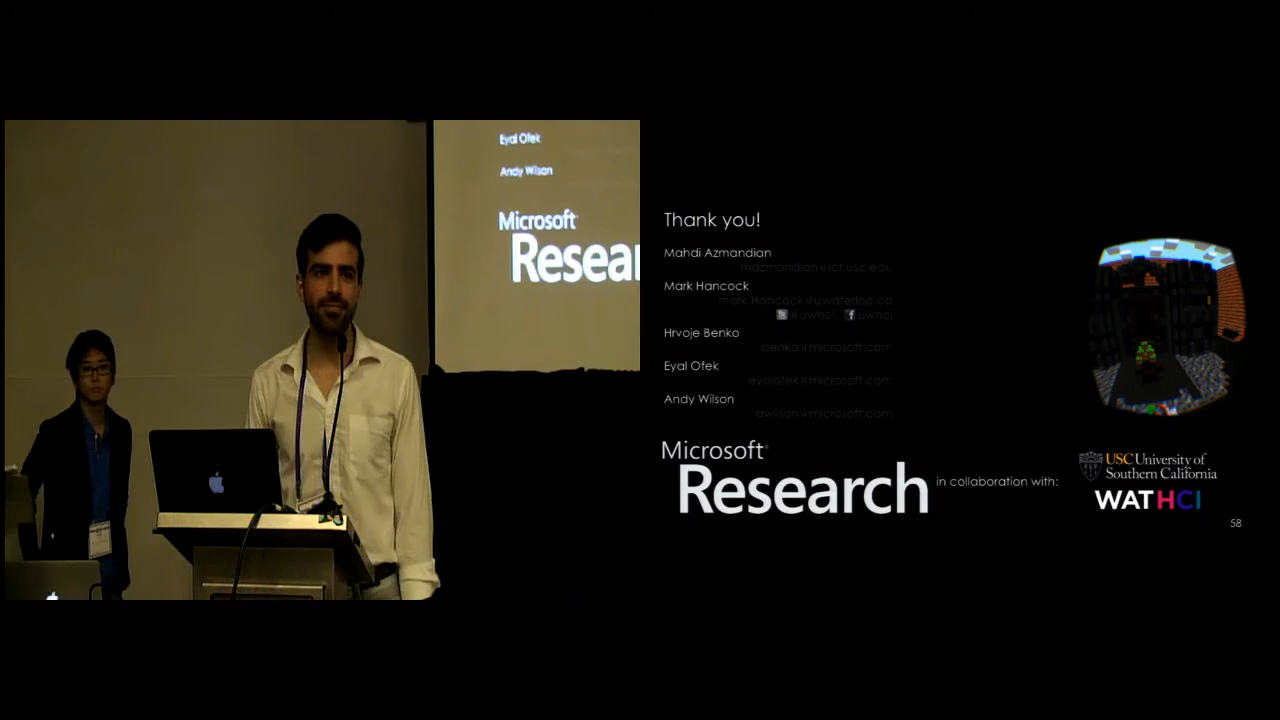 Eyal Ofek
Andy Wilson
Microsoft
Resear
Thank you!
Mahdi Azmandian
mazmandian@ict.usc.edu
Mark Hancock
mark.Hancock@uwaterloo.ca
#uwhci uwhci
Hrvoje Benko
benko@microsoft.com
Eyal Ofek
eyalofek@microsoft.com
Andy Wilson
awilson@microsoft.com
Microsoft
Research in collaboration with:
USC University of
Southern California
WATHCI
58